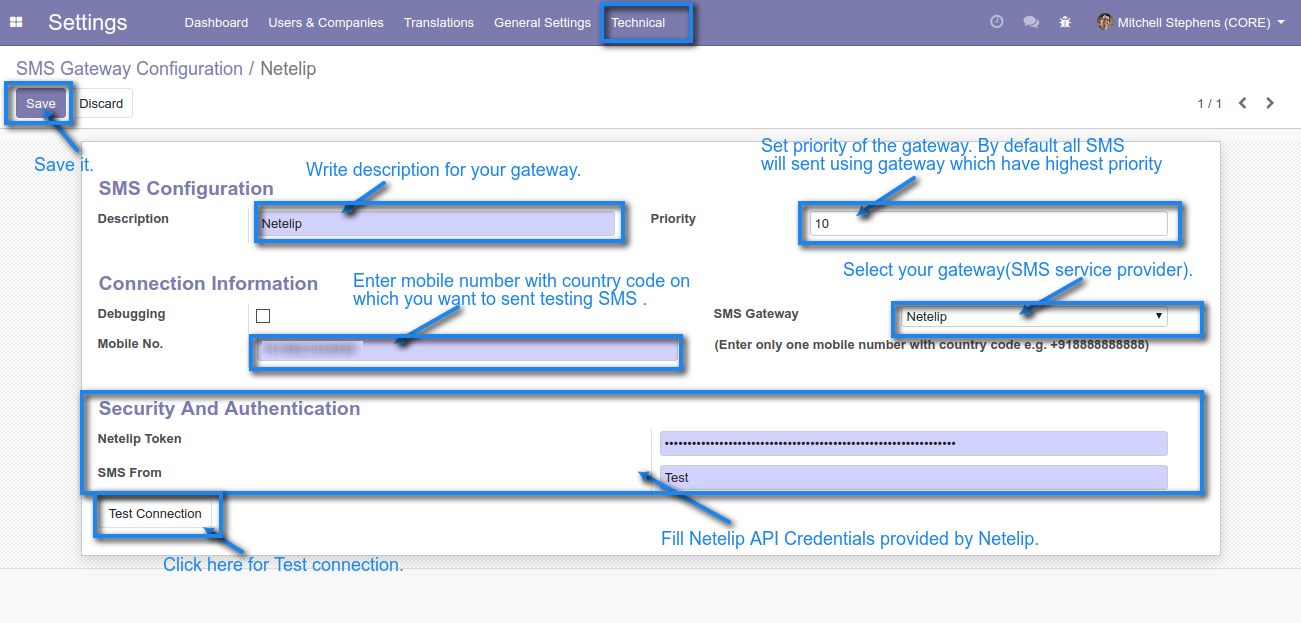 Settings Dashboard Users & Companies Translations General Settings Technical Mitchell Stephens (CORE)
SMS Gateway Configuration / Netelip
Save Discard 1 / 1
Save it.
Write description for your gateway.
Set priority of the gateway. By default all SMS
will sent using gateway which have highest priority
SMS Configuration
Description Netelip Priority 10
Select your gateway(SMS service provider).
Connection Information
Enter mobile number with country code on
which you want to sent testing SMS .
Debugging SMS Gateway Netelip
Mobile No. (Enter only one mobile number with country code e.g. +918888888888)
Security And Authentication
Netelip Token
SMS From Test
Test Connection
Fill Netelip API Credentials provided by Netelip.
Click here for Test connection.